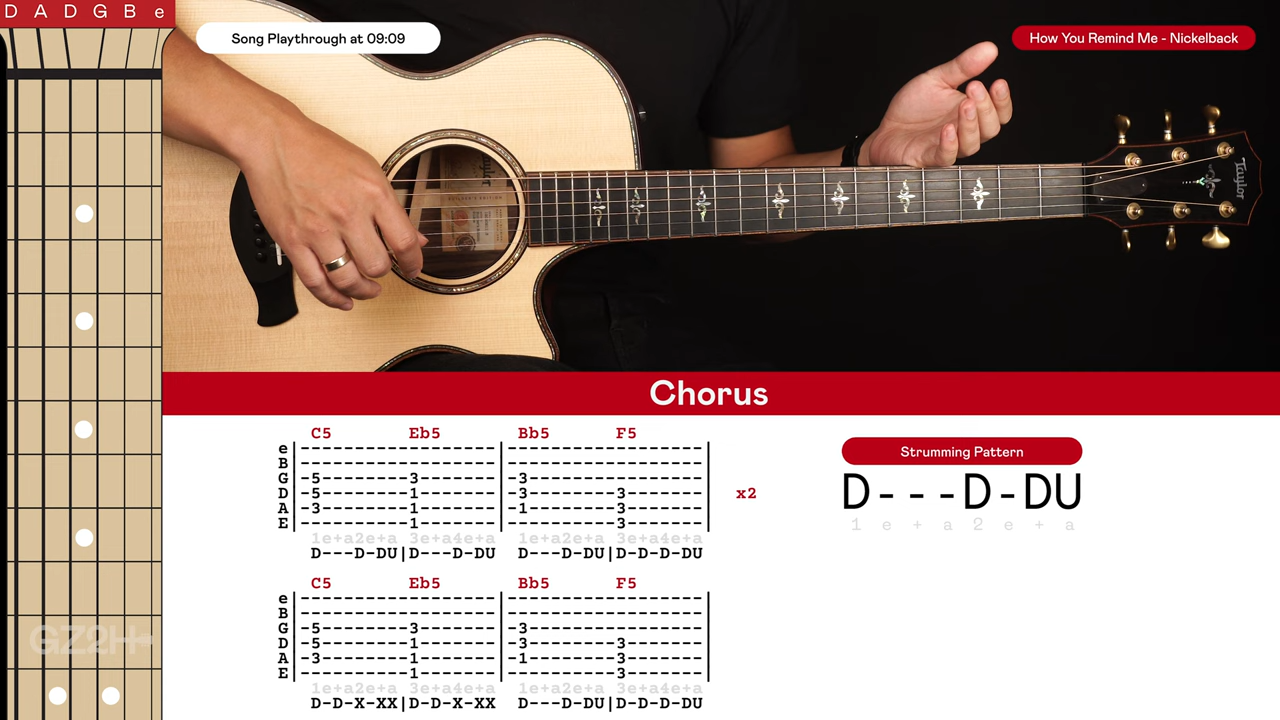 D A D G B e
Song Playthrough at 09:09
How You Remind Me - Nickelback
Taylor
Taylor
Chorus
C5 Eb5 Bb5 F5
e|--------------------|--------------------|
B|--------------------|--------------------|
G|-5---------3--------|-3------------------|
D|-5---------1--------|-3---------3--------|
A|-3---------1--------|-1---------3--------|
E|-----------1--------|-----------3--------|
1e+a2e+a 3e+a4e+a 1e+a2e+a 3e+a4e+a
D---D-DU|D---D-DU D---D-DU|D-D-D-DU
x2
C5 Eb5 Bb5 F5
e|--------------------|--------------------|
B|--------------------|--------------------|
G|-5---------3--------|-3------------------|
D|-5---------1--------|-3---------3--------|
A|-3---------1--------|-1---------3--------|
E|-----------1--------|-----------3--------|
1e+a2e+a 3e+a4e+a 1e+a2e+a 3e+a4e+a
D-D-X-XX|D-D-X-XX D---D-DU|D-D-D-DU
Strumming Pattern
D---D-DU
1 e + a 2 e + a
GZ2H